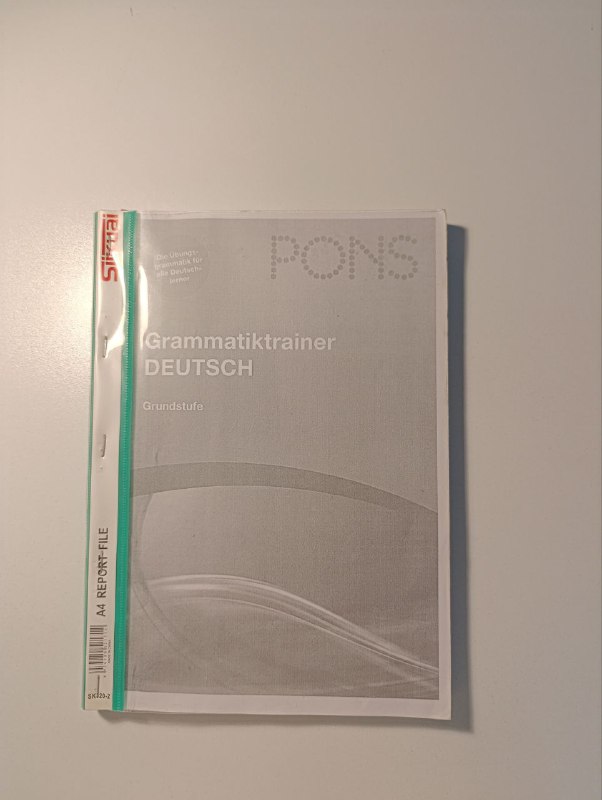 PONS
Die Übungs-
grammatik für
alle Deutsch-
lerner
Grammatiktrainer
DEUTSCH
Grundstufe
A4 REPORT FILE